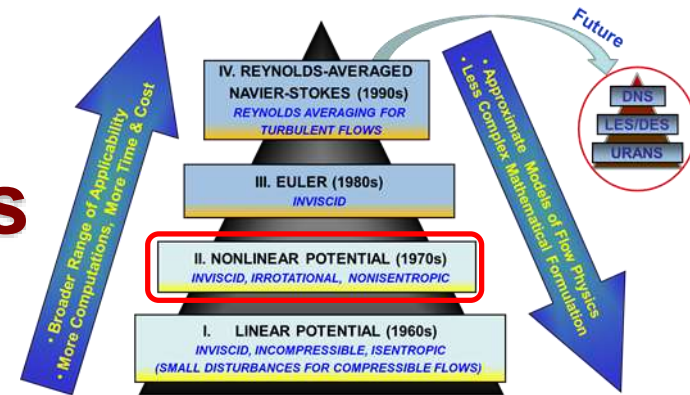 Future
IV. REYNOLDS-AVERAGED
NAVIER-STOKES (1990s)
REYNOLDS AVERAGING FOR
TURBULENT FLOWS
DNS
LES/DES
URANS
• Broader Range of Applicability
• More Computations, More Time & Cost
• Approximate Models of Flow Physics
• Less Complex Mathematical Formulation
III. EULER (1980s)
INVISCID
s
II. NONLINEAR POTENTIAL (1970s)
INVISCID, IRROTATIONAL, NONISENTROPIC
I. LINEAR POTENTIAL (1960s)
INVISCID, INCOMPRESSIBLE, ISENTROPIC
(SMALL DISTURBANCES FOR COMPRESSIBLE FLOWS)